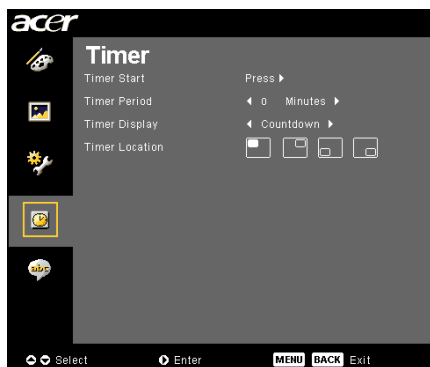 acer
Timer
Timer Start Press
Timer Period 0 Minutes
Timer Display Countdown
Timer Location
abc
Select Enter MENU BACK Exit